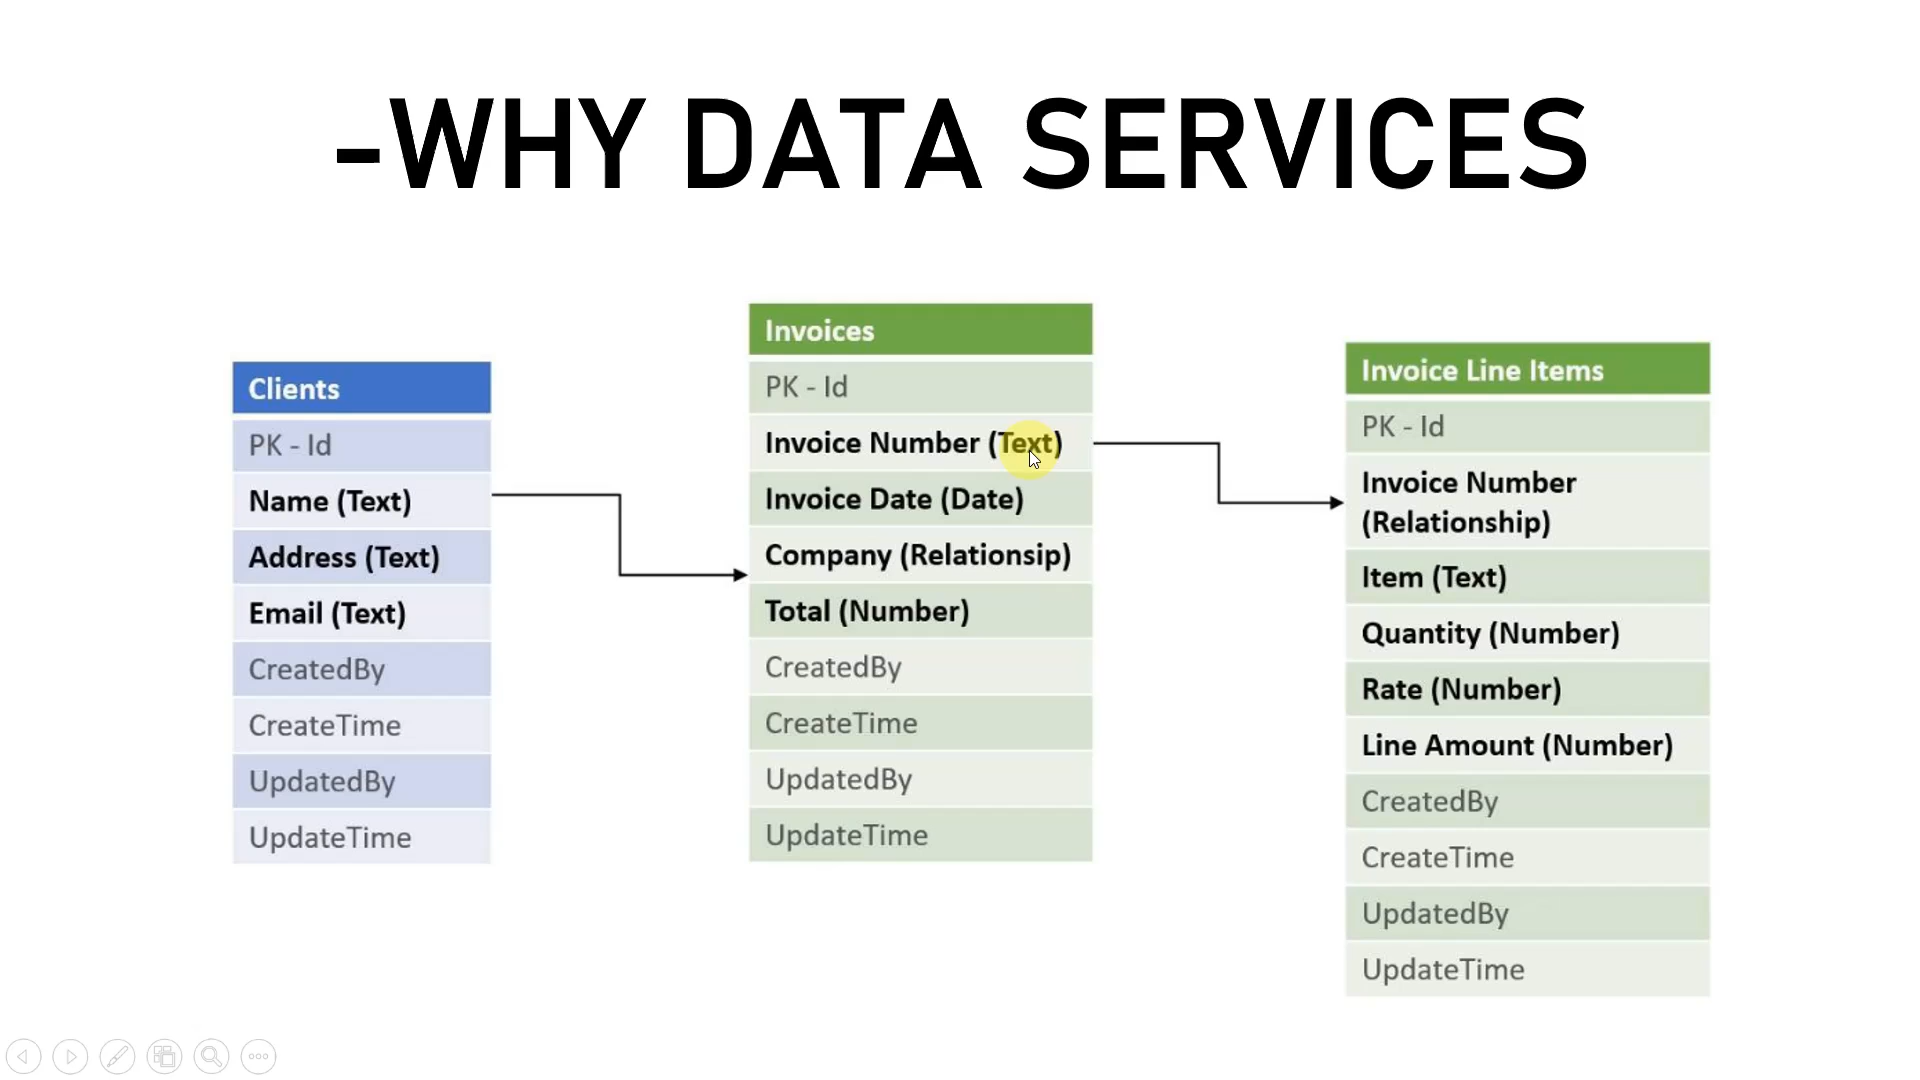 -WHY DATA SERVICES
Clients
PK - Id
Name (Text)
Address (Text)
Email (Text)
CreatedBy
CreateTime
UpdatedBy
UpdateTime
Invoices
PK - Id
Invoice Number (Text)
Invoice Date (Date)
Company (Relationsip)
Total (Number)
CreatedBy
CreateTime
UpdatedBy
UpdateTime
Invoice Line Items
PK - Id
Invoice Number
(Relationship)
Item (Text)
Quantity (Number)
Rate (Number)
Line Amount (Number)
CreatedBy
CreateTime
UpdatedBy
UpdateTime